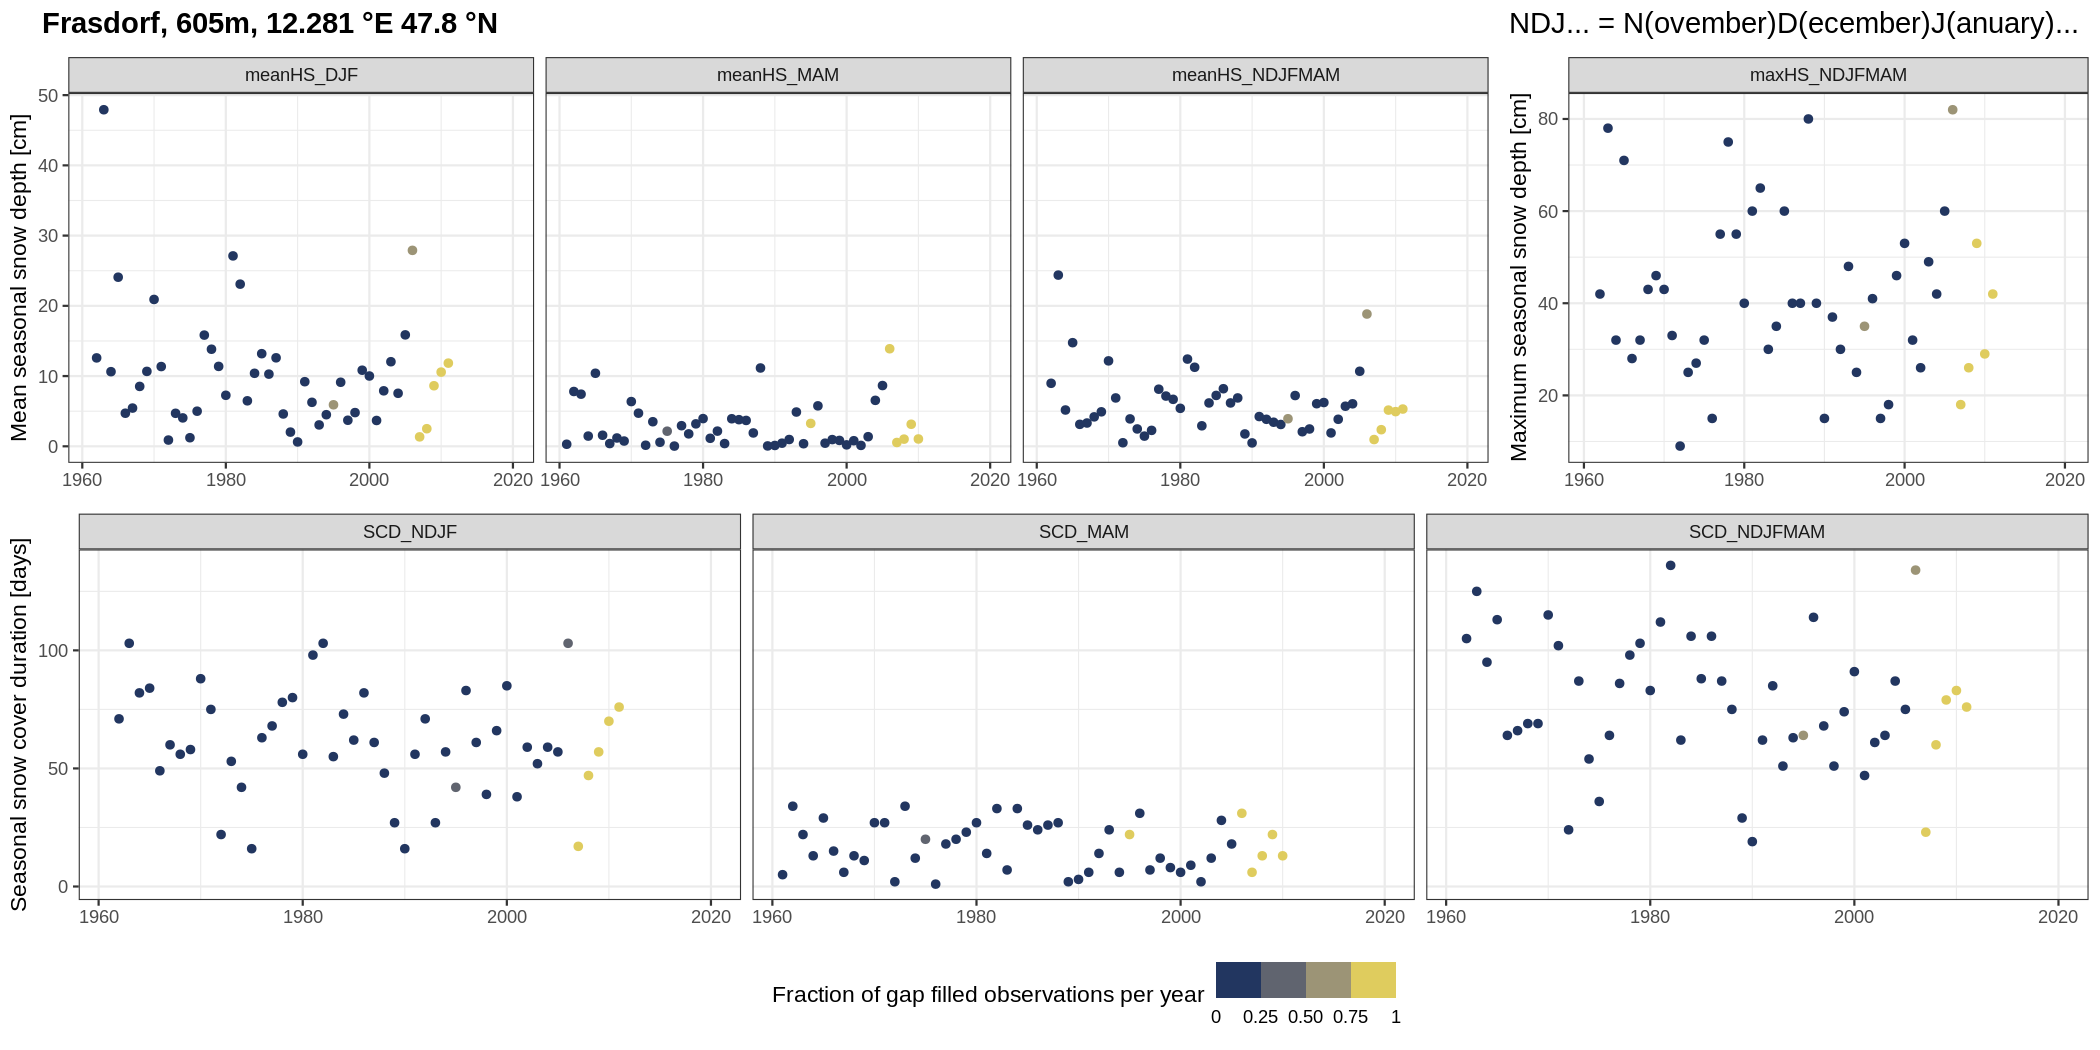 Frasdorf, 605m, 12.281 °E 47.8 °N
NDJ... = N(ovember)D(ecember)J(anuary)...
meanHS_DJF
meanHS_MAM
meanHS_NDJFMAM
maxHS_NDJFMAM
Mean seasonal snow depth [cm]
50
40
30
20
10
0
1960 1980 2000 2020
1960 1980 2000 2020
1960 1980 2000 2020
Maximum seasonal snow depth [cm]
80
60
40
20
1960 1980 2000 2020
SCD_NDJF
SCD_MAM
SCD_NDJFMAM
Seasonal snow cover duration [days]
100
50
0
1960 1980 2000 2020
1960 1980 2000 2020
1960 1980 2000 2020
Fraction of gap filled observations per year
0 0.25 0.50 0.75 1